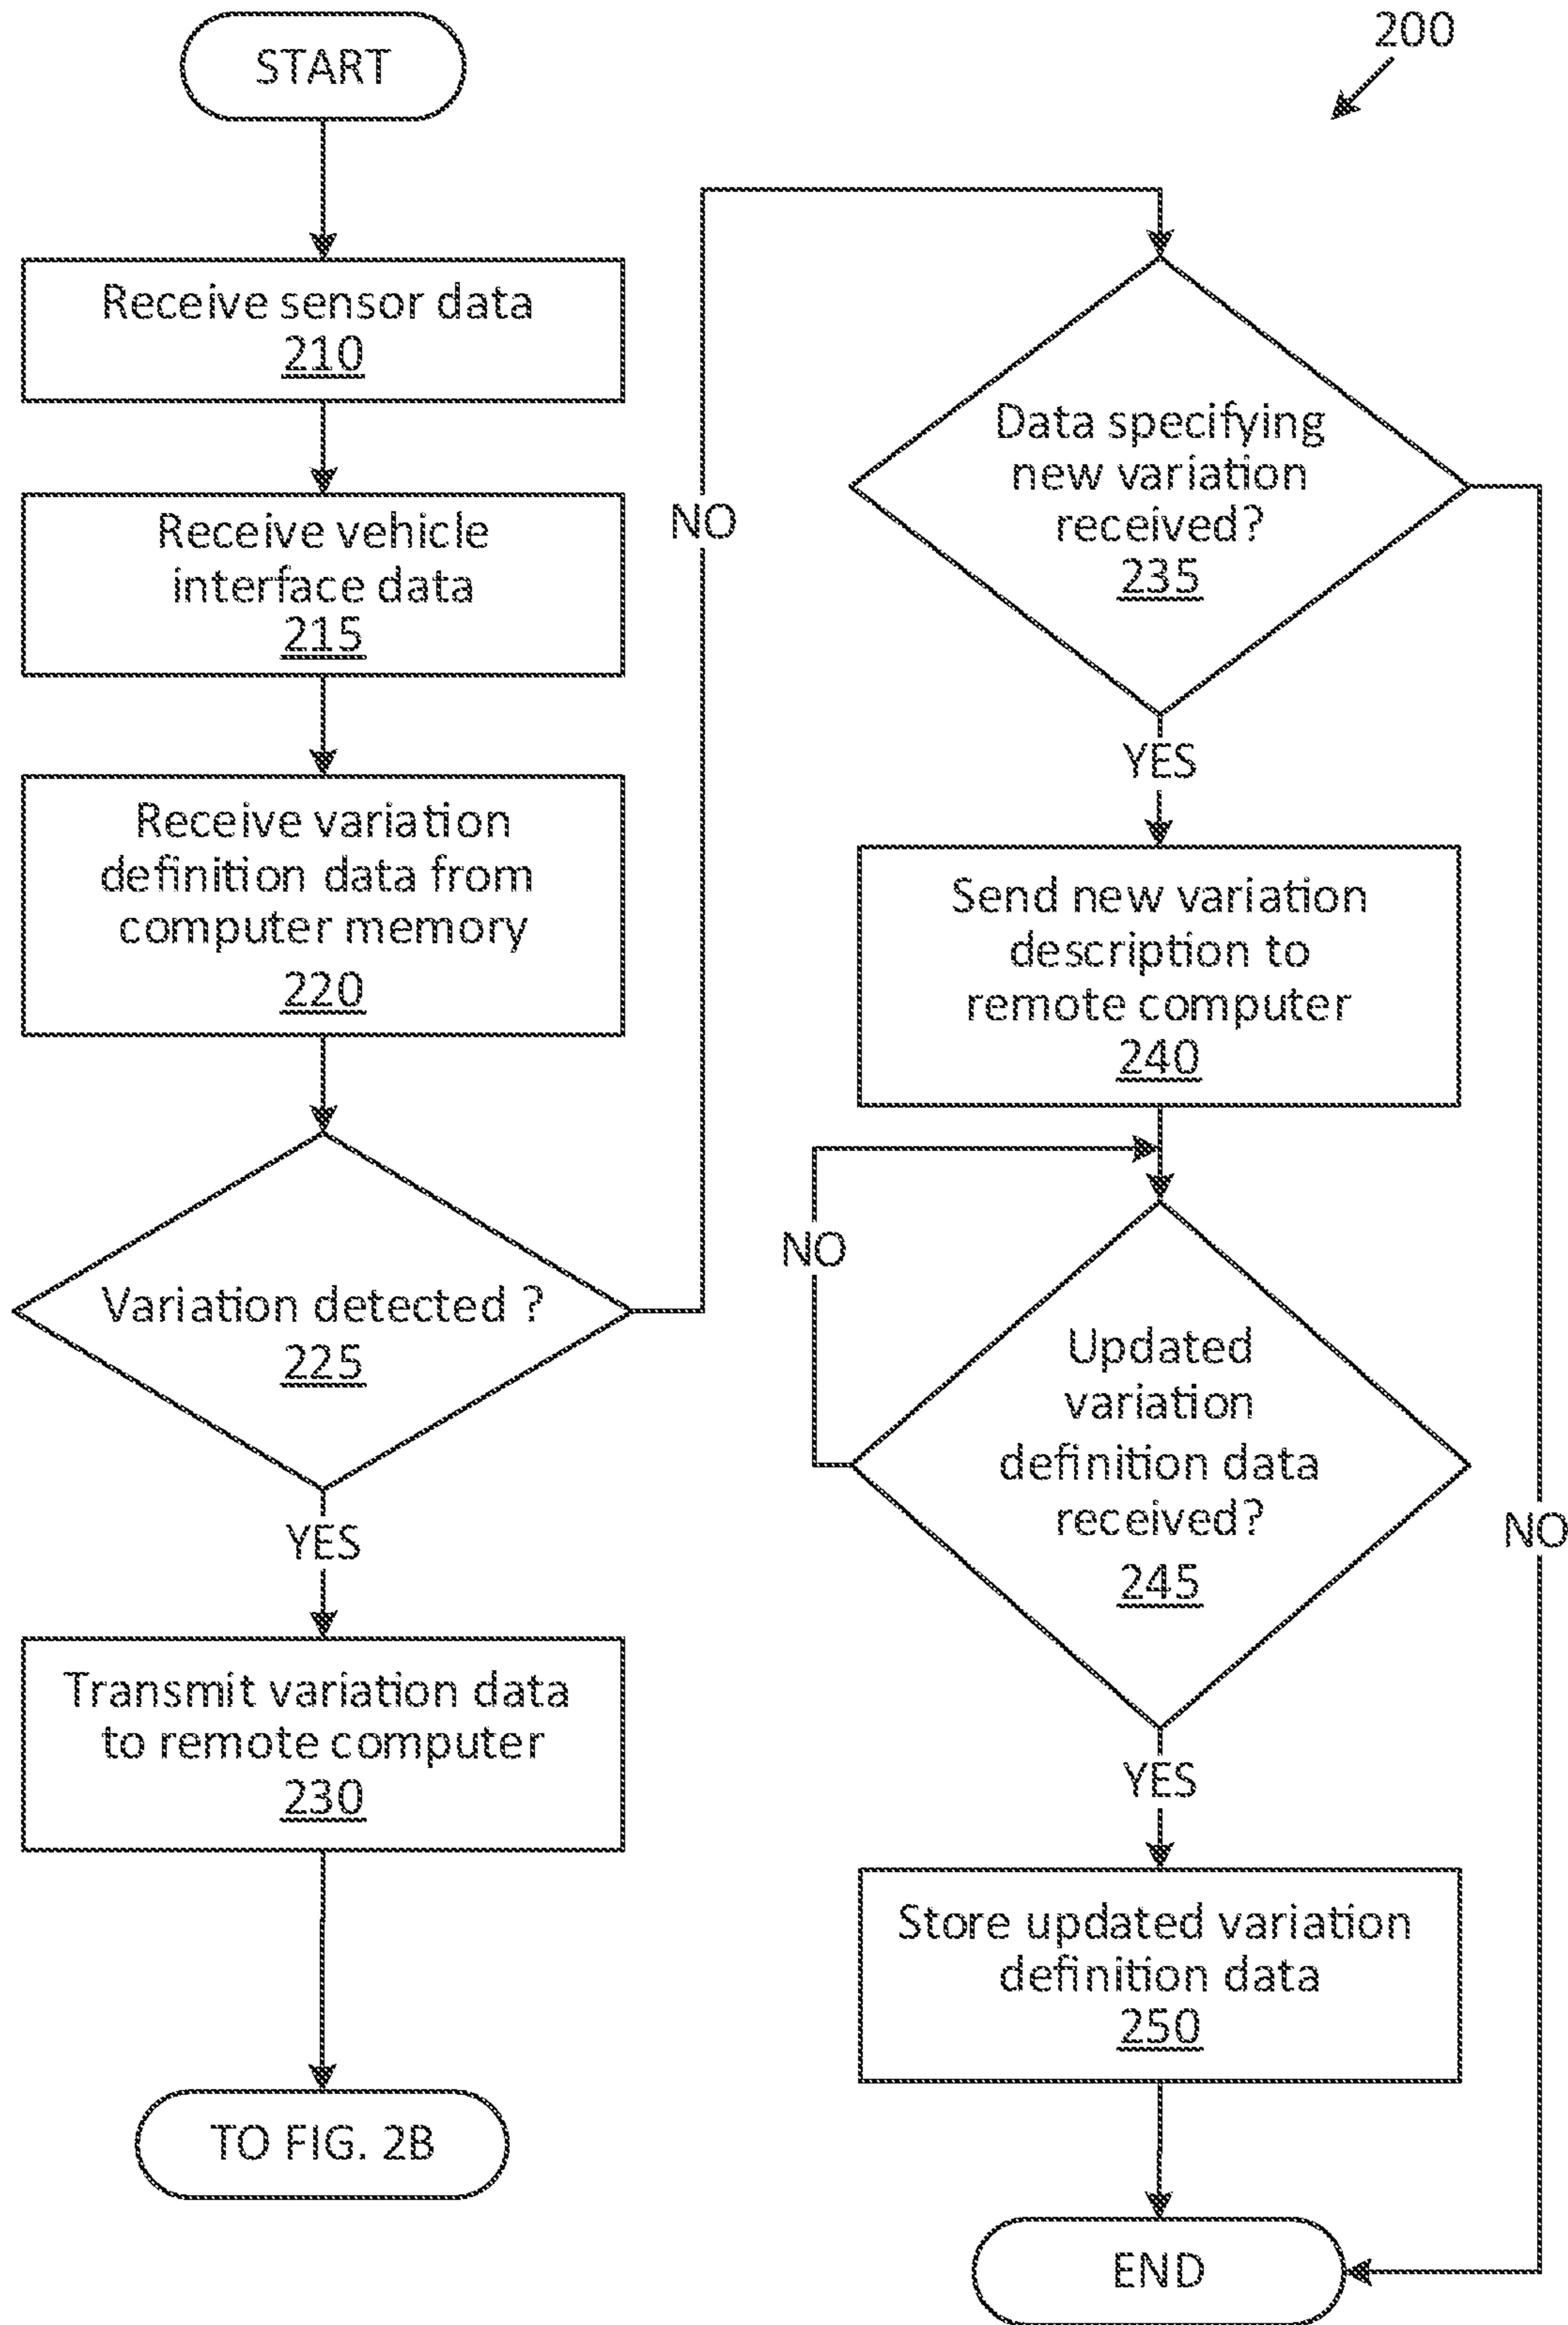 200
START
Receive sensor data
210
Receive vehicle
interface data
215
Receive variation
definition data from
computer memory
220
Variation detected ?
225
NO
YES
Transmit variation data
to remote computer
230
TO FIG. 2B
Data specifying
new variation
received?
235
NO
YES
Send new variation
description to
remote computer
240
NO
Updated
variation
definition data
received?
245
YES
Store updated variation
definition data
250
END